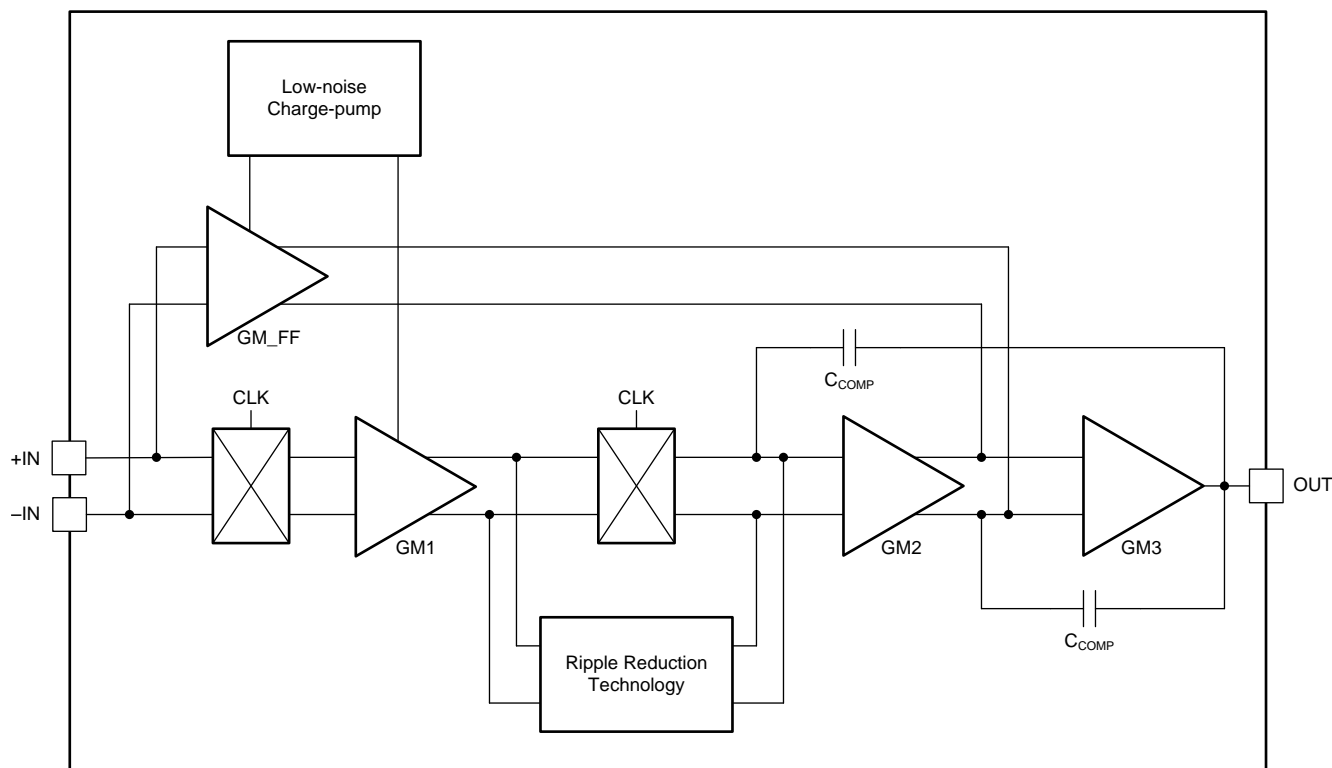 Low-noise
Charge-pump
GM_FF
CCOMP
CLK
CLK
+IN
–IN
OUT
GM1
GM2
GM3
CCOMP
Ripple Reduction
Technology